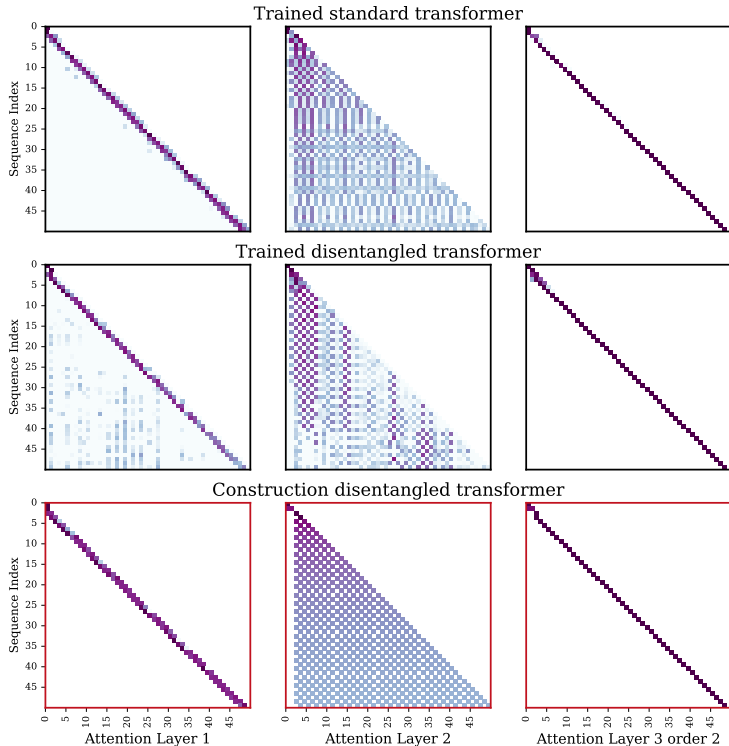 Trained standard transformer
0
5
10
15
20
25
30
35
40
45
Sequence Index
Trained disentangled transformer
0
5
10
15
20
25
30
35
40
45
Sequence Index
Construction disentangled transformer
0
5
10
15
20
25
30
35
40
45
Sequence Index
0 5 10 15 20 25 30 35 40 45
0 5 10 15 20 25 30 35 40 45
0 5 10 15 20 25 30 35 40 45
Attention Layer 1
Attention Layer 2
Attention Layer 3 order 2